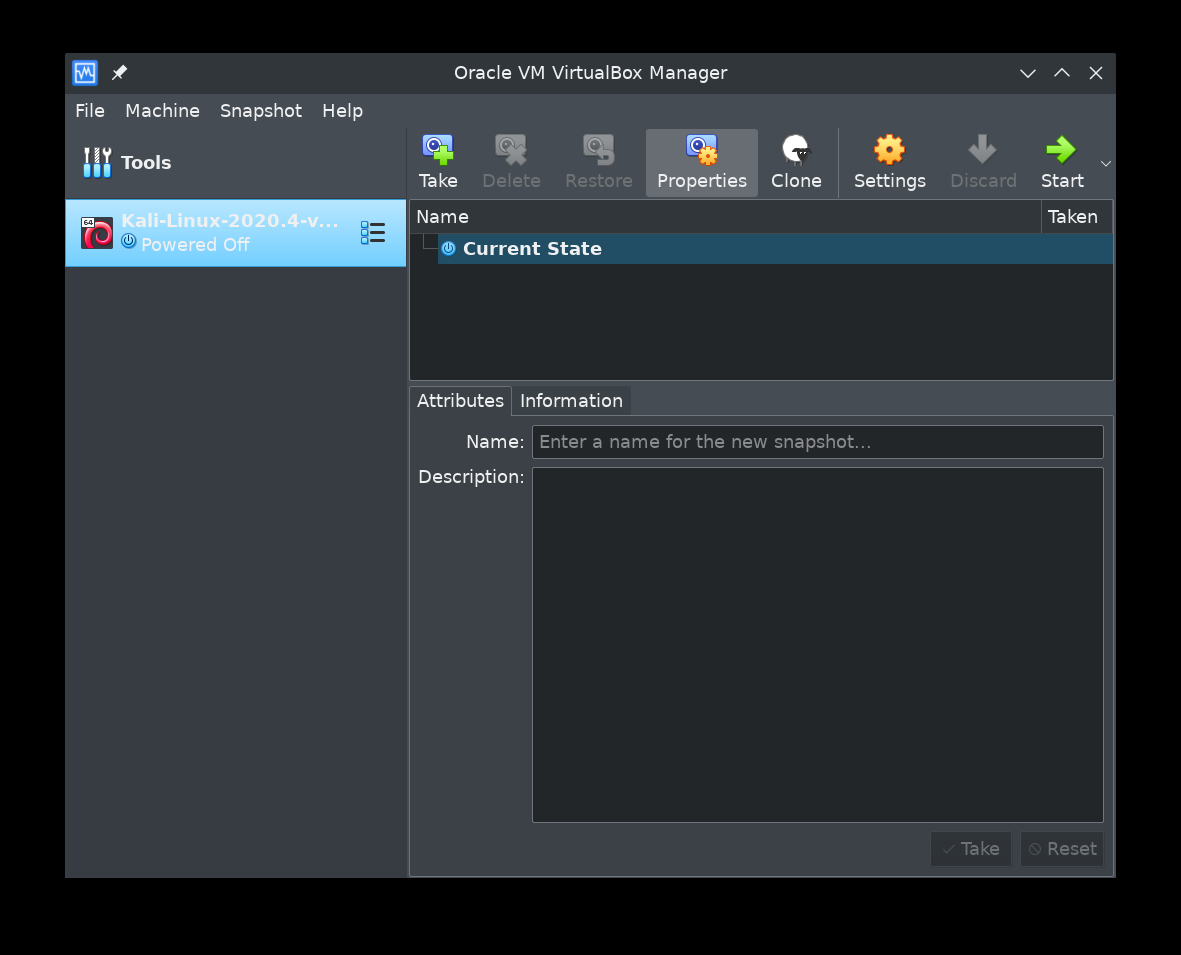 Oracle VM VirtualBox Manager
File Machine Snapshot Help
Tools
Take Delete Restore Properties Clone Settings Discard Start
64
Kali-Linux-2020.4-v...
Powered Off
Name Taken
Current State
Attributes Information
Name: Enter a name for the new snapshot...
Description:
Take Reset